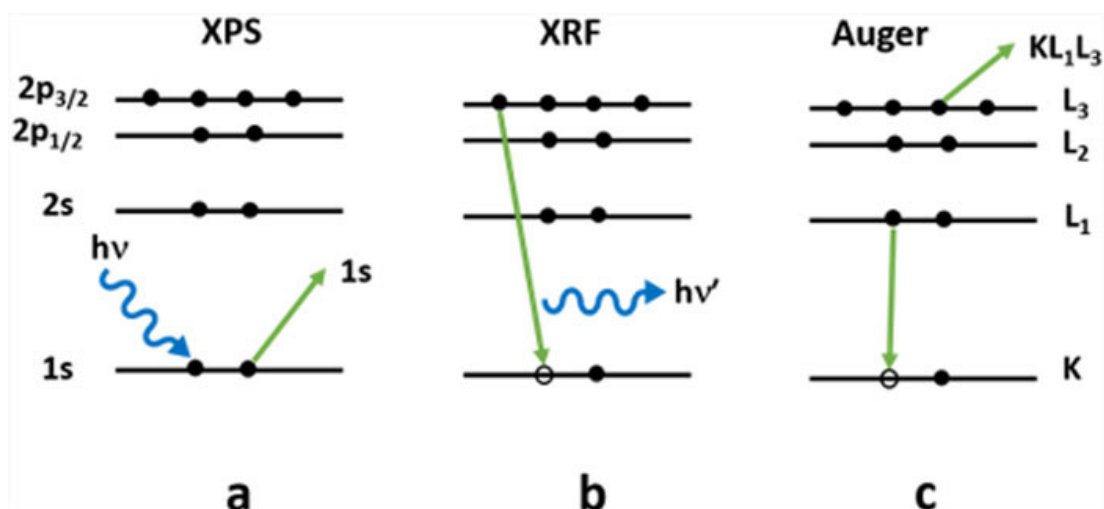 XPS
XRF
Auger
2p3/2
2p1/2
2s
hν
1s
1s
hν′
KL1L3
L3
L2
L1
K
a
b
c